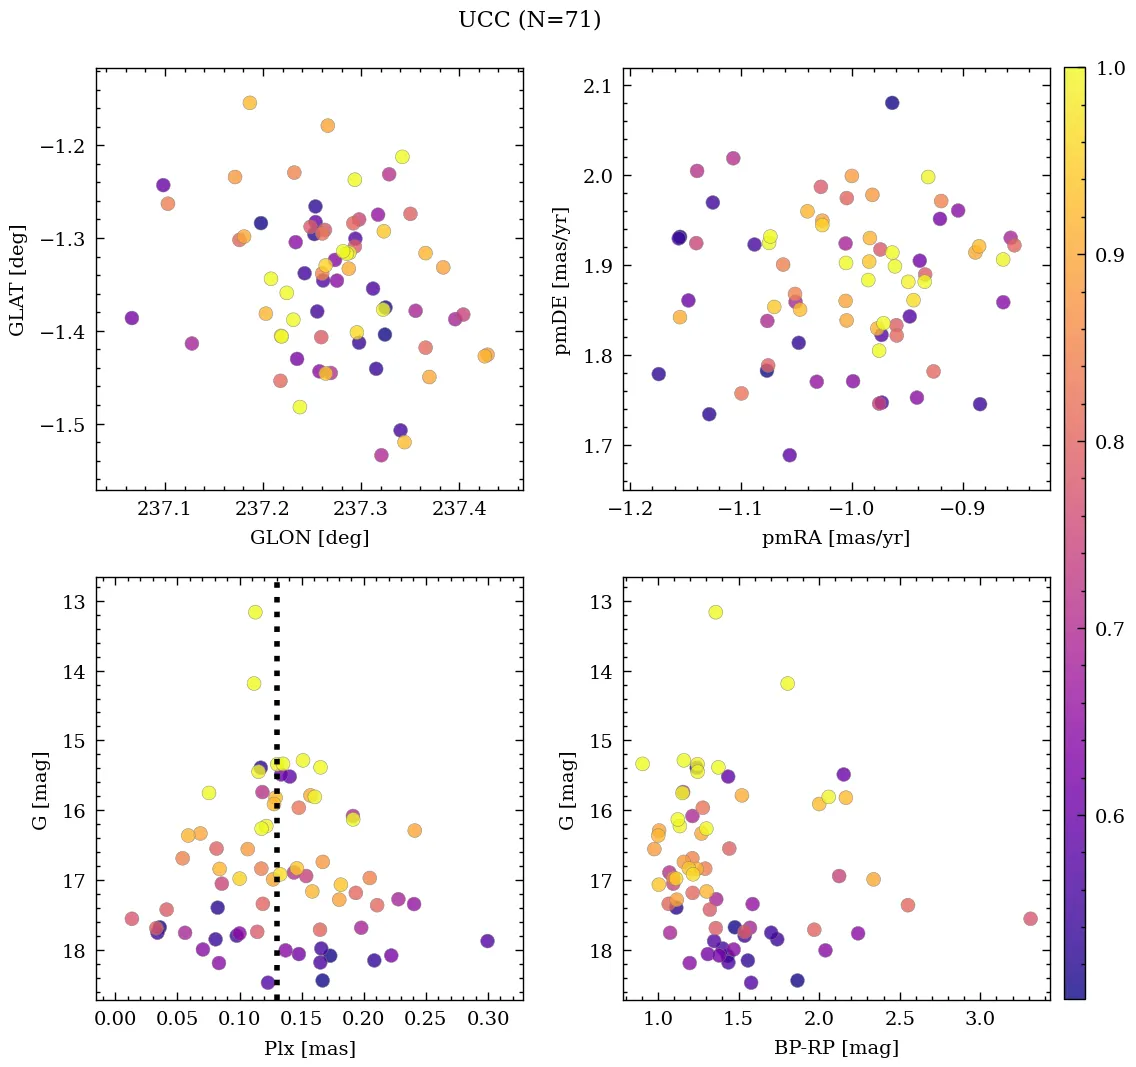 UCC (N=71)
−1.2
−1.3
−1.4
−1.5
GLAT [deg]
237.1 237.2 237.3 237.4
GLON [deg]
2.1
2.0
1.9
1.8
1.7
pmDE [mas/yr]
−1.2 −1.1 −1.0 −0.9
pmRA [mas/yr]
13
14
15
16
17
18
G [mag]
0.00 0.05 0.10 0.15 0.20 0.25 0.30
Plx [mas]
13
14
15
16
17
18
G [mag]
1.0 1.5 2.0 2.5 3.0
BP-RP [mag]
1.0
0.9
0.8
0.7
0.6